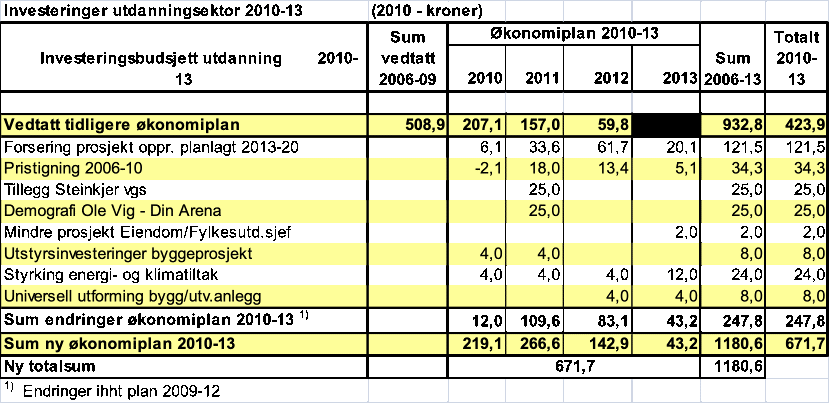 Investeringer utdanningsektor 2010-13 (2010 - kroner)
Investeringsbudsjett utdanning 2010-13 Sum vedtatt 2006-09 Økonomiplan 2010-13 Sum 2006-13 Totalt 2010-13
2010 2011 2012 2013
Vedtatt tidligere økonomiplan 508,9 207,1 157,0 59,8 932,8 423,9
Forsering prosjekt oppr. planlagt 2013-20 6,1 33,6 61,7 20,1 121,5 121,5
Pristigning 2006-10 -2,1 18,0 13,4 5,1 34,3 34,3
Tillegg Steinkjer vgs 25,0 25,0 25,0
Demografi Ole Vig - Din Arena 25,0 25,0 25,0
Mindre prosjekt Eiendom/Fylkesutd.sjef 2,0 2,0 2,0
Utstyrsinvesteringer byggeprosjekt 4,0 4,0 8,0 8,0
Styrking energi- og klimatiltak 4,0 4,0 4,0 12,0 24,0 24,0
Universell utforming bygg/utv.anlegg 4,0 4,0 8,0 8,0
Sum endringer økonomiplan 2010-13 1) 12,0 109,6 83,1 43,2 247,8 247,8
Sum ny økonomiplan 2010-13 219,1 266,6 142,9 43,2 1180,6 671,7
Ny totalsum 671,7 1180,6
1) Endringer ihht plan 2009-12